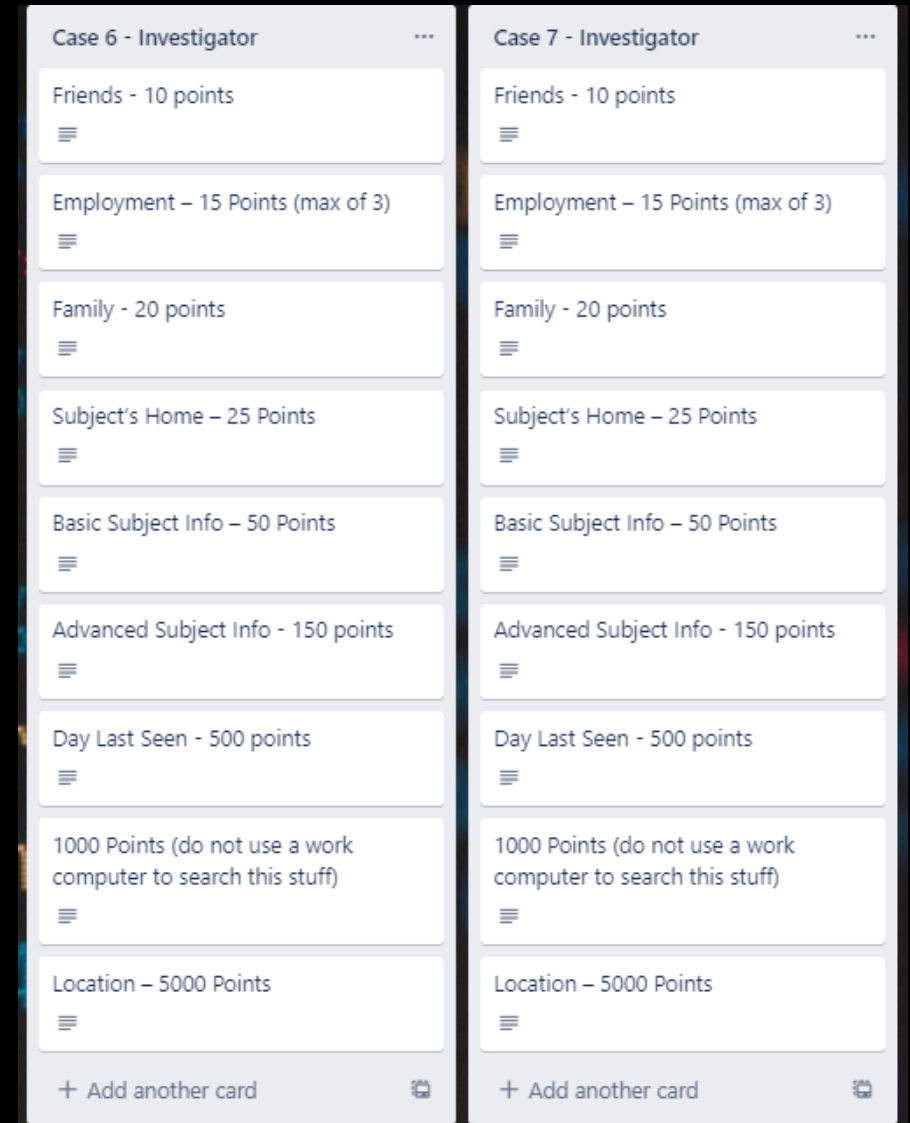 Case 6 - Investigator
Friends - 10 points
Employment – 15 Points (max of 3)
Family - 20 points
Subject's Home – 25 Points
Basic Subject Info – 50 Points
Advanced Subject Info - 150 points
Day Last Seen - 500 points
1000 Points (do not use a work
computer to search this stuff)
Location – 5000 Points
+ Add another card
Case 7 - Investigator
Friends - 10 points
Employment – 15 Points (max of 3)
Family - 20 points
Subject's Home – 25 Points
Basic Subject Info – 50 Points
Advanced Subject Info - 150 points
Day Last Seen - 500 points
1000 Points (do not use a work
computer to search this stuff)
Location – 5000 Points
+ Add another card